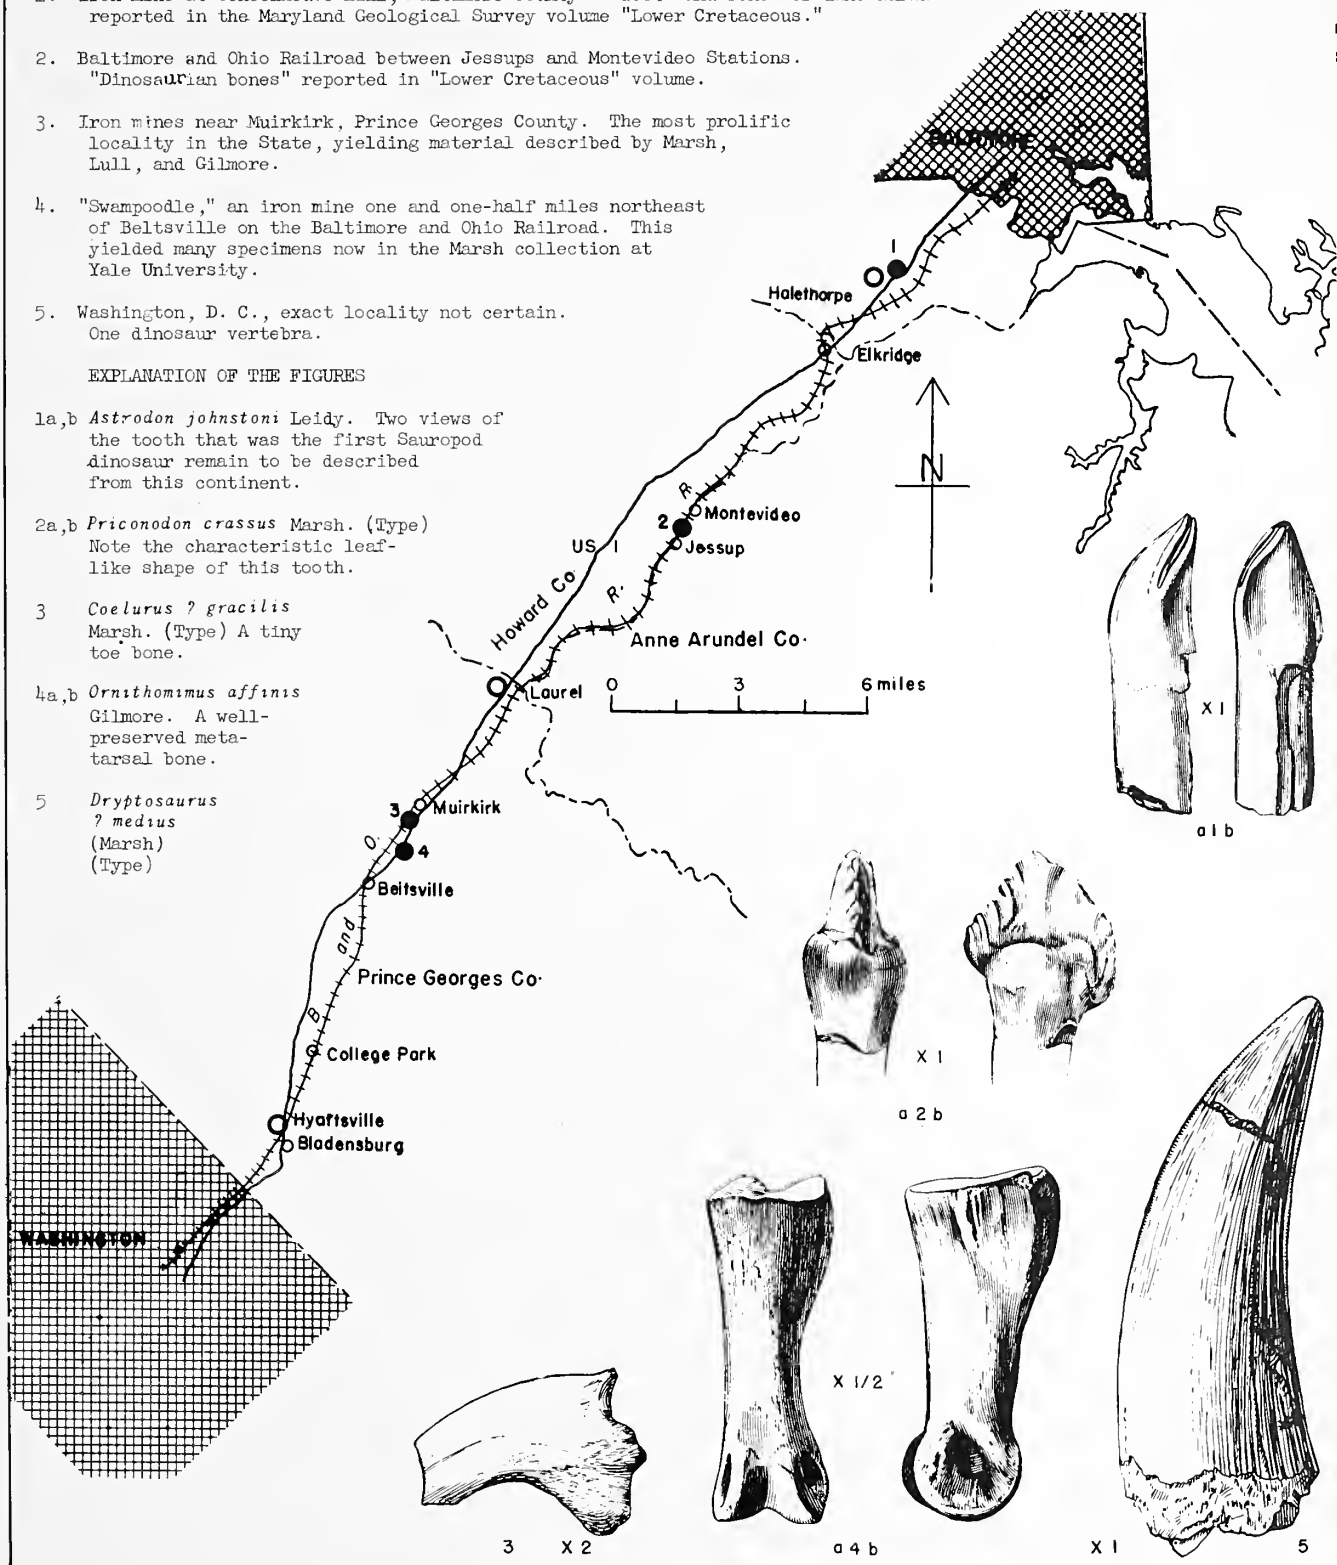 reported in the Maryland Geological Survey volume "Lower Cretaceous."
2. Baltimore and Ohio Railroad between Jessups and Montevideo Stations.
"Dinosaurian bones" reported in "Lower Cretaceous" volume.
3. Iron mines near Muirkirk, Prince Georges County. The most prolific
locality in the State, yielding material described by Marsh,
Lull, and Gilmore.
4. "Swampoodle," an iron mine one and one-half miles northeast
of Beltsville on the Baltimore and Ohio Railroad. This
yielded many specimens now in the Marsh collection at
Yale University.
5. Washington, D. C., exact locality not certain.
One dinosaur vertebra.
EXPLANATION OF THE FIGURES
1a,b Astrodon johnstoni Leidy. Two views of
the tooth that was the first Sauropod
dinosaur remain to be described
from this continent.
2a,b Priconodon crassus Marsh. (Type)
Note the characteristic leaf-
like shape of this tooth.
3 Coelurus ? gracilis
Marsh. (Type) A tiny
toe bone.
4a,b Ornithomimus affinis
Gilmore. A well-
preserved meta-
tarsal bone.
5 Dryptosaurus
? medius
(Marsh)
(Type)
BALTIMORE
1
Halethorpe
Elkridge
N
R.
Montevideo
2
Jessup
US 1
Howard Co.
R.
Anne Arundel Co.
Laurel
0 3 6 miles
3
Muirkirk
4
O.
Beltsville
and
Prince Georges Co.
B
College Park
Hyattsville
Bladensburg
WASHINGTON
X 1
a 1 b
X 1
a 2 b
X 1/2
3 X 2
a 4 b
X 1 5